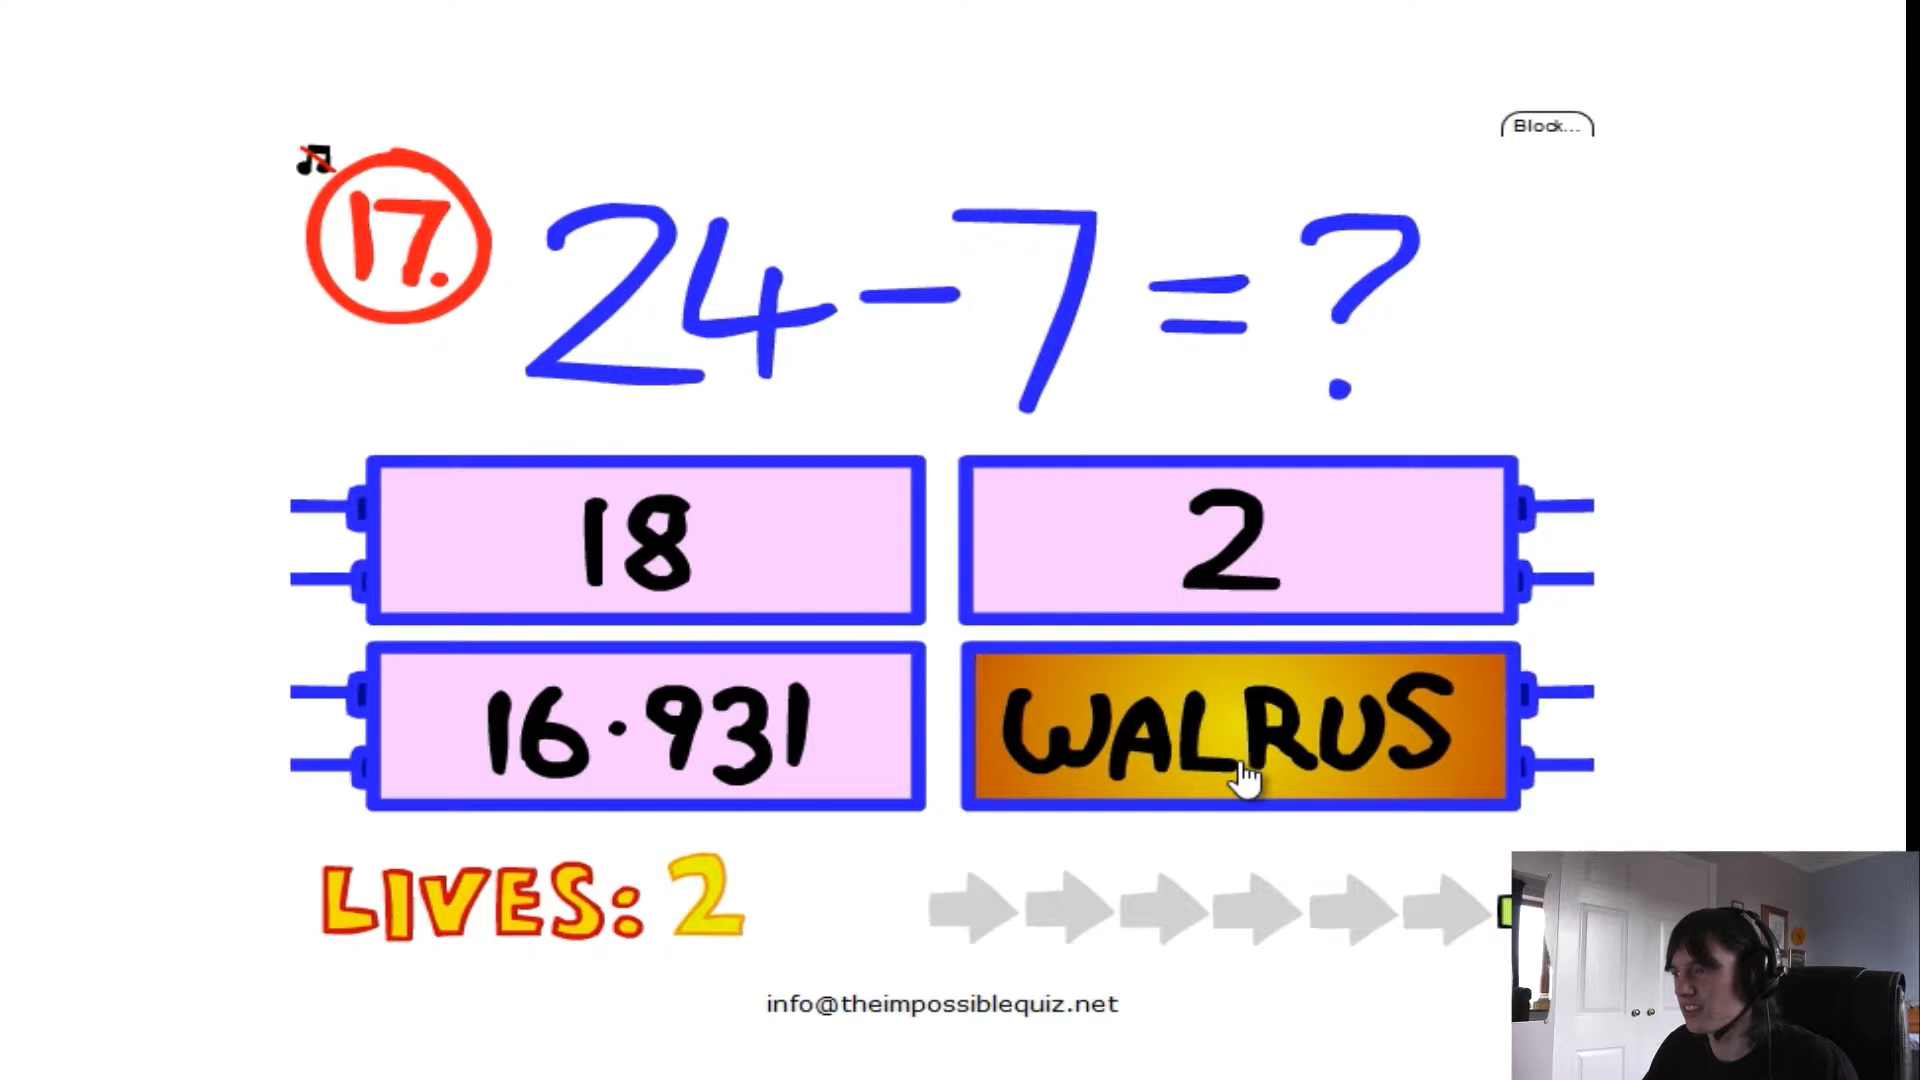 Block...
17. 24-7=?
18
2
16.931
WALRUS
LIVES: 2
info@theimpossiblequiz.net